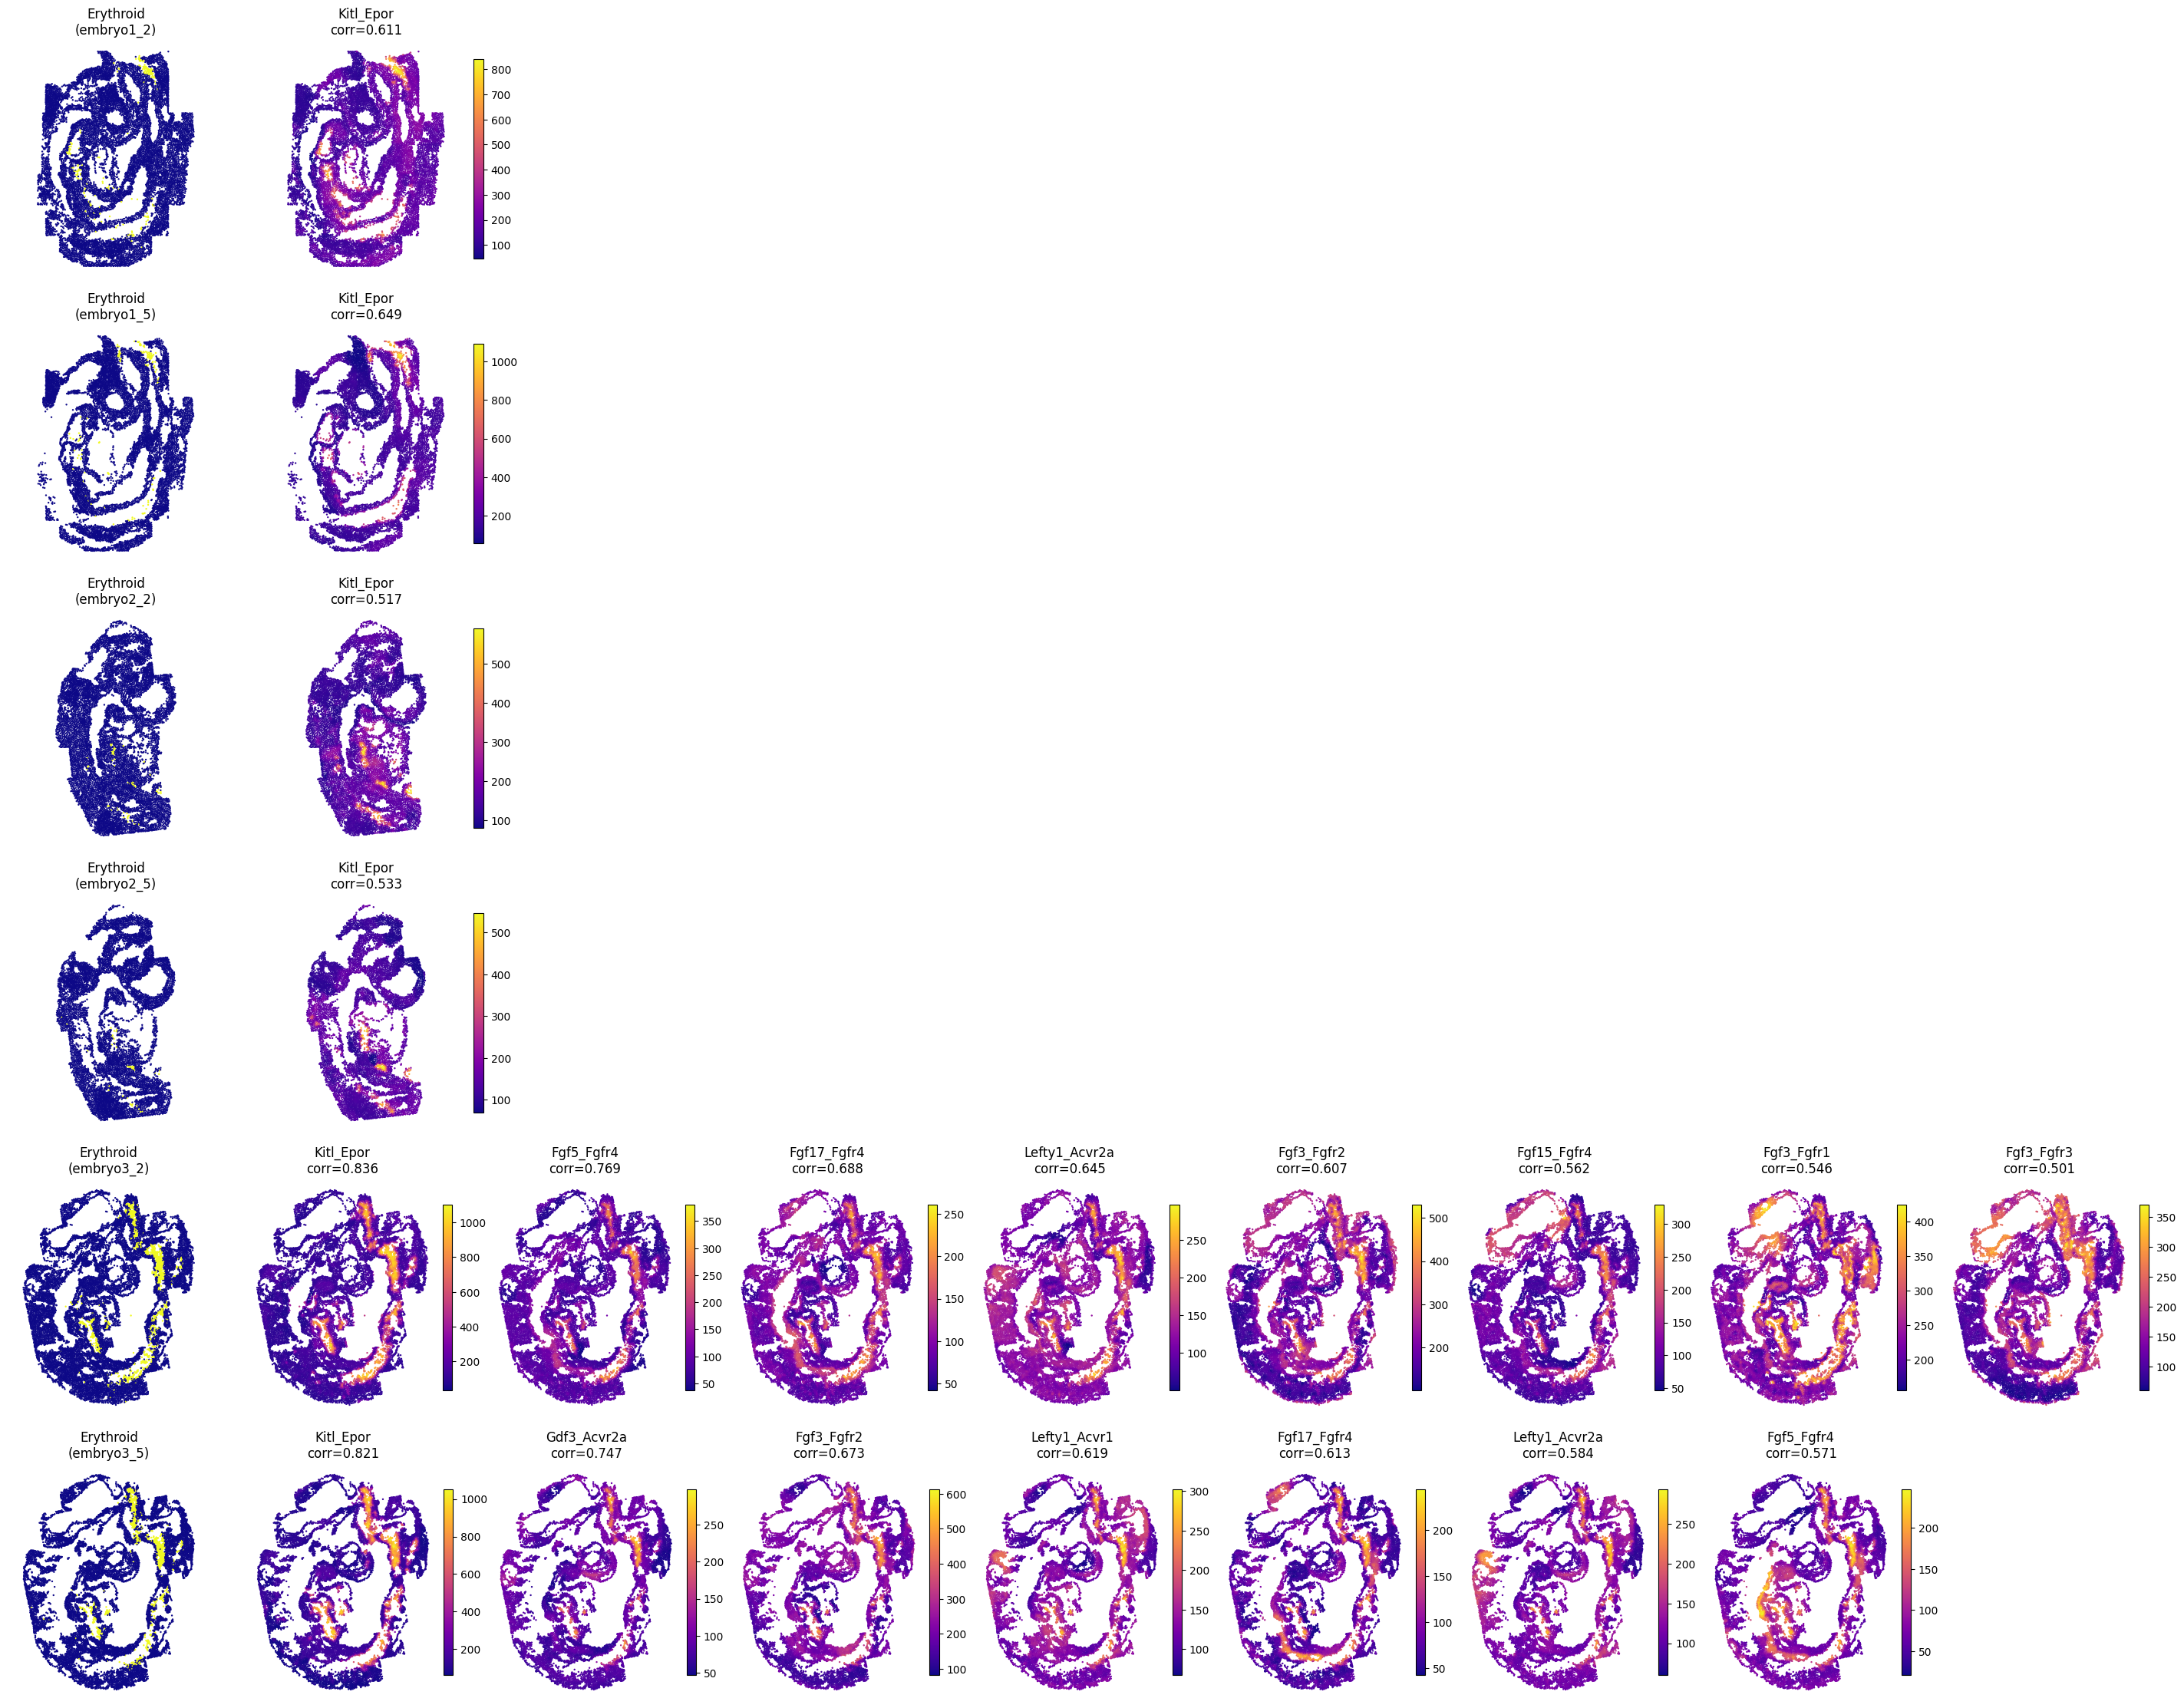 Erythroid
(embryo1_2)
Kitl_Epor
corr=0.611
800
700
600
500
400
300
200
100
Erythroid
(embryo1_5)
Kitl_Epor
corr=0.649
1000
800
600
400
200
Erythroid
(embryo2_2)
Kitl_Epor
corr=0.517
500
400
300
200
100
Erythroid
(embryo2_5)
Kitl_Epor
corr=0.533
500
400
300
200
100
Erythroid
(embryo3_2)
Kitl_Epor
corr=0.836
1000
800
600
400
200
Fgf5_Fgfr4
corr=0.769
350
300
250
200
150
100
50
Fgf17_Fgfr4
corr=0.688
250
200
150
100
50
Lefty1_Acvr2a
corr=0.645
250
200
150
100
Fgf3_Fgfr2
corr=0.607
500
400
300
200
Fgf15_Fgfr4
corr=0.562
300
250
200
150
100
50
Fgf3_Fgfr1
corr=0.546
400
350
300
250
200
Fgf3_Fgfr3
corr=0.501
350
300
250
200
150
100
Erythroid
(embryo3_5)
Kitl_Epor
corr=0.821
1000
800
600
400
200
Gdf3_Acvr2a
corr=0.747
250
200
150
100
50
Fgf3_Fgfr2
corr=0.673
600
500
400
300
200
100
Lefty1_Acvr1
corr=0.619
300
250
200
150
100
Fgf17_Fgfr4
corr=0.613
200
150
100
50
Lefty1_Acvr2a
corr=0.584
250
200
150
100
Fgf5_Fgfr4
corr=0.571
200
150
100
50